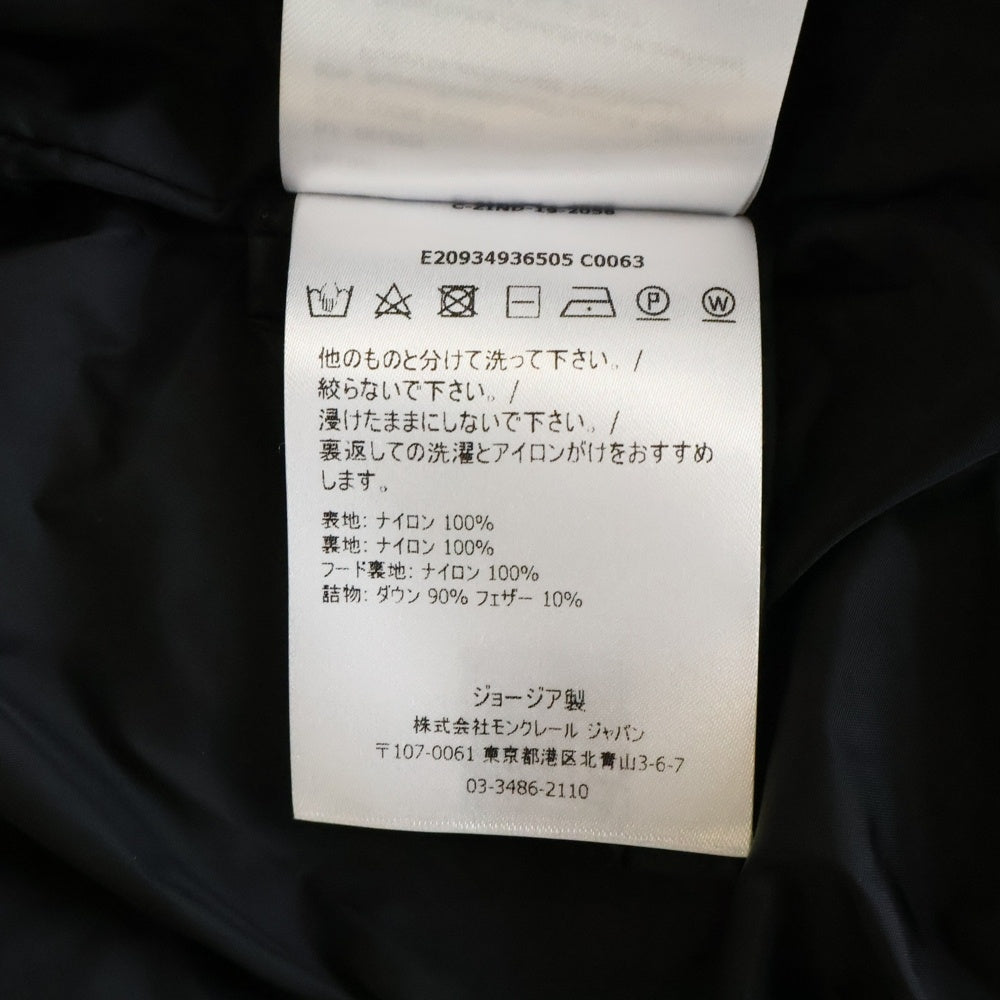 E20934936505 C0063
P W
他のものと分けて洗って下さい。/
絞らないで下さい。/
浸けたままにしないで下さい。/
裏返しての洗濯とアイロンがけをおすすめ
します。
表地: ナイロン 100%
裏地: ナイロン 100%
フード裏地: ナイロン 100%
詰物: ダウン 90% フェザー 10%
ジョージア製
株式会社モンクレール ジャパン
〒107-0061 東京都港区北青山3-6-7
03-3486-2110